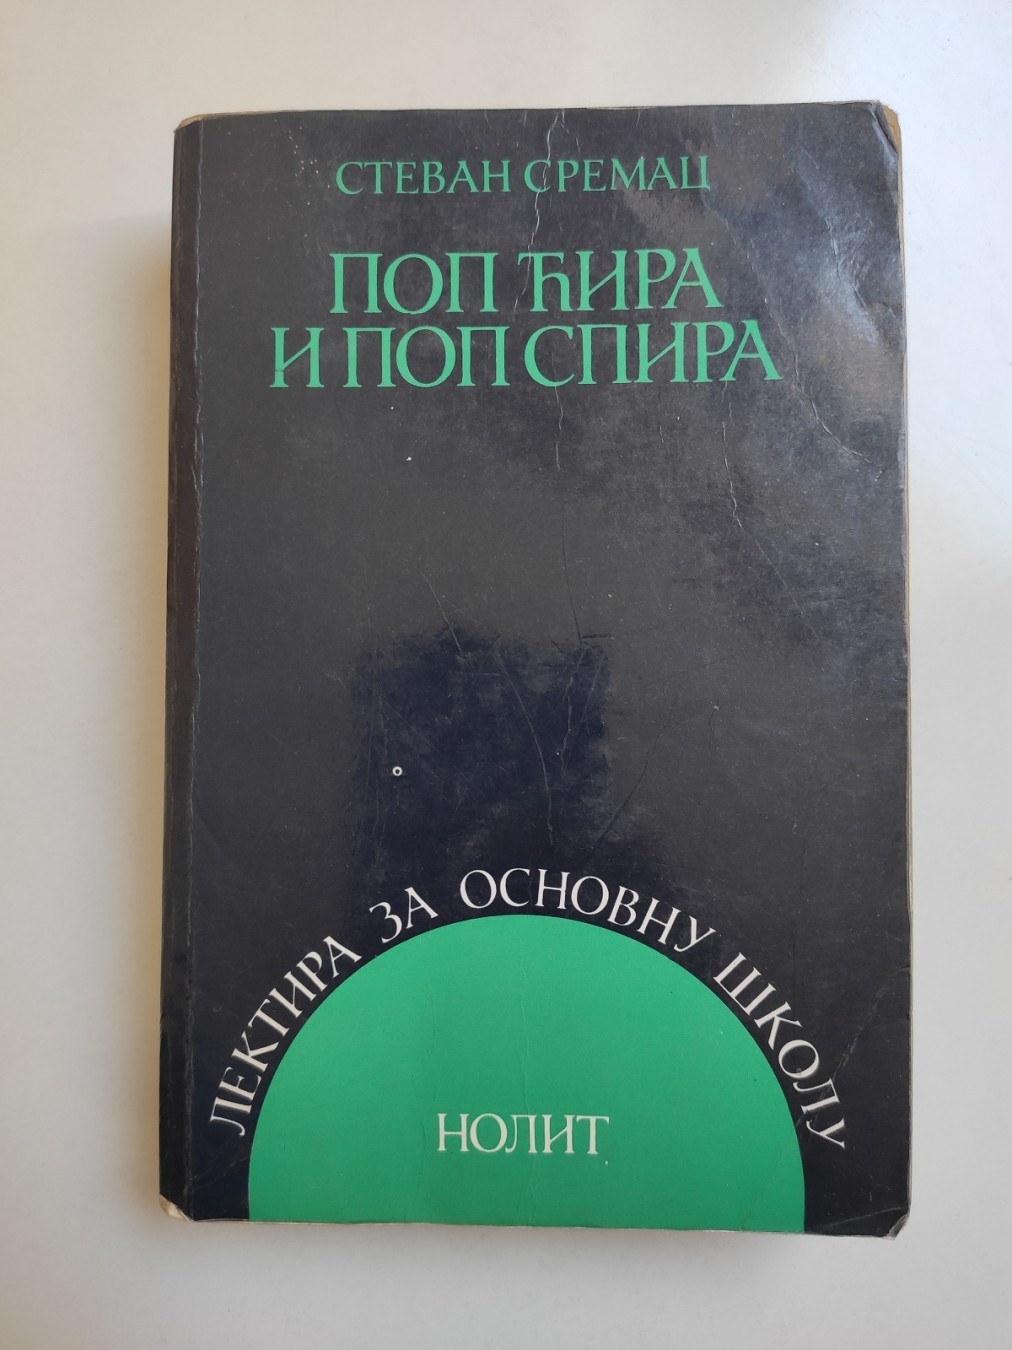 СТЕВАН СРЕМАЦ
ПОП ЋИРА
И ПОП СПИРА
ЛЕКТИРА ЗА ОСНОВНУ ШКОЛУ
НОЛИТ